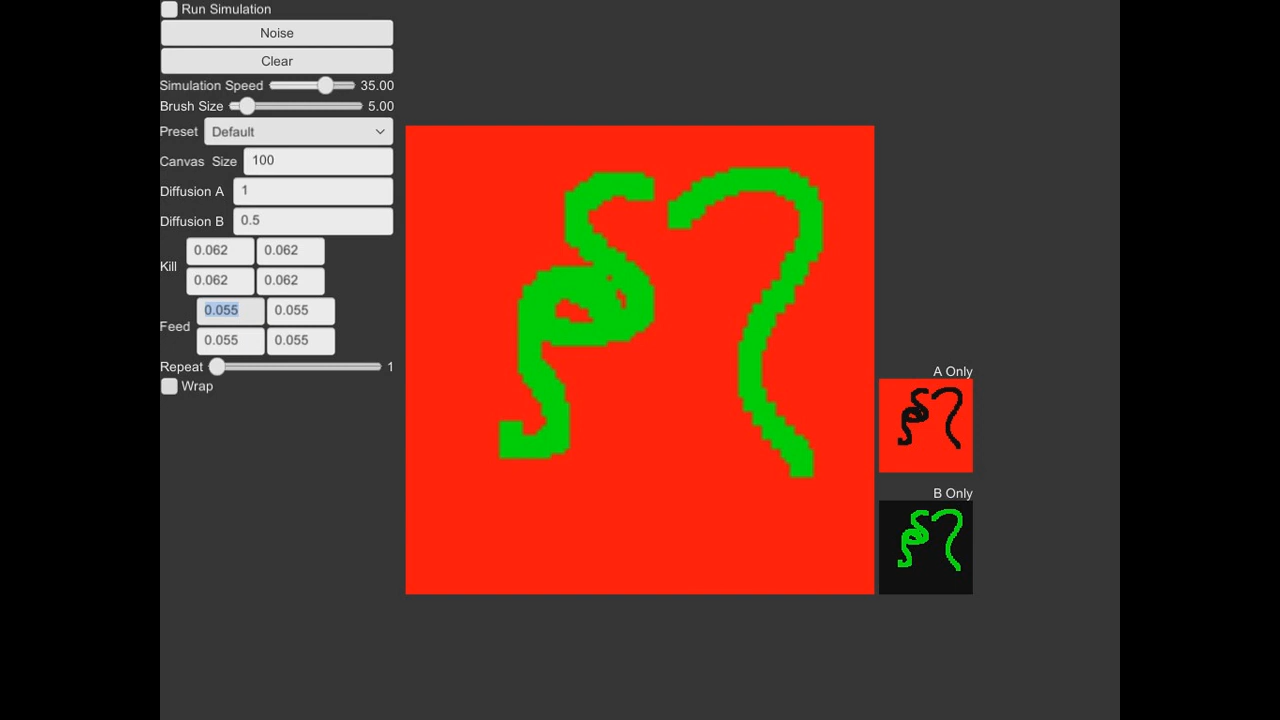 Run Simulation
Noise
Clear
Simulation Speed 35.00
Brush Size 5.00
Preset Default
Canvas Size 100
Diffusion A 1
Diffusion B 0.5
Kill
0.062 0.062
0.062 0.062
Feed
0.055 0.055
0.055 0.055
Repeat 1
Wrap
A Only
B Only